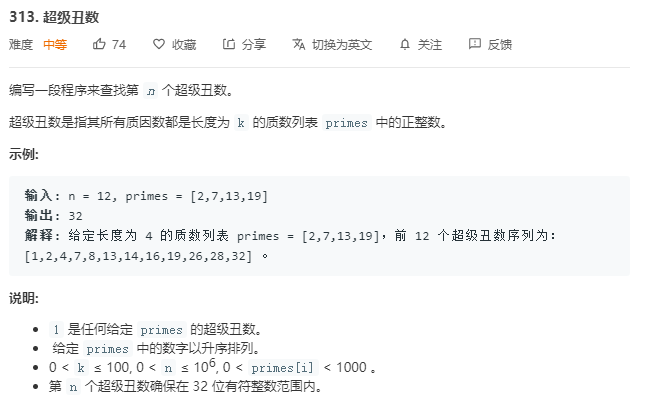 313. 超级丑数
难度 中等 74 收藏 分享 切换为英文 关注 反馈
编写一段程序来查找第 n 个超级丑数。
超级丑数是指其所有质因数都是长度为 k 的质数列表 primes 中的正整数。
示例:
输入: n = 12, primes = [2,7,13,19]
输出: 32
解释: 给定长度为 4 的质数列表 primes = [2,7,13,19]，前 12 个超级丑数序列为：
[1,2,4,7,8,13,14,16,19,26,28,32] 。
说明:
• 1 是任何给定 primes 的超级丑数。
• 给定 primes 中的数字以升序排列。
• 0 < k ≤ 100, 0 < n ≤ 10⁶, 0 < primes[i] < 1000 。
• 第 n 个超级丑数确保在 32 位有符整数范围内。